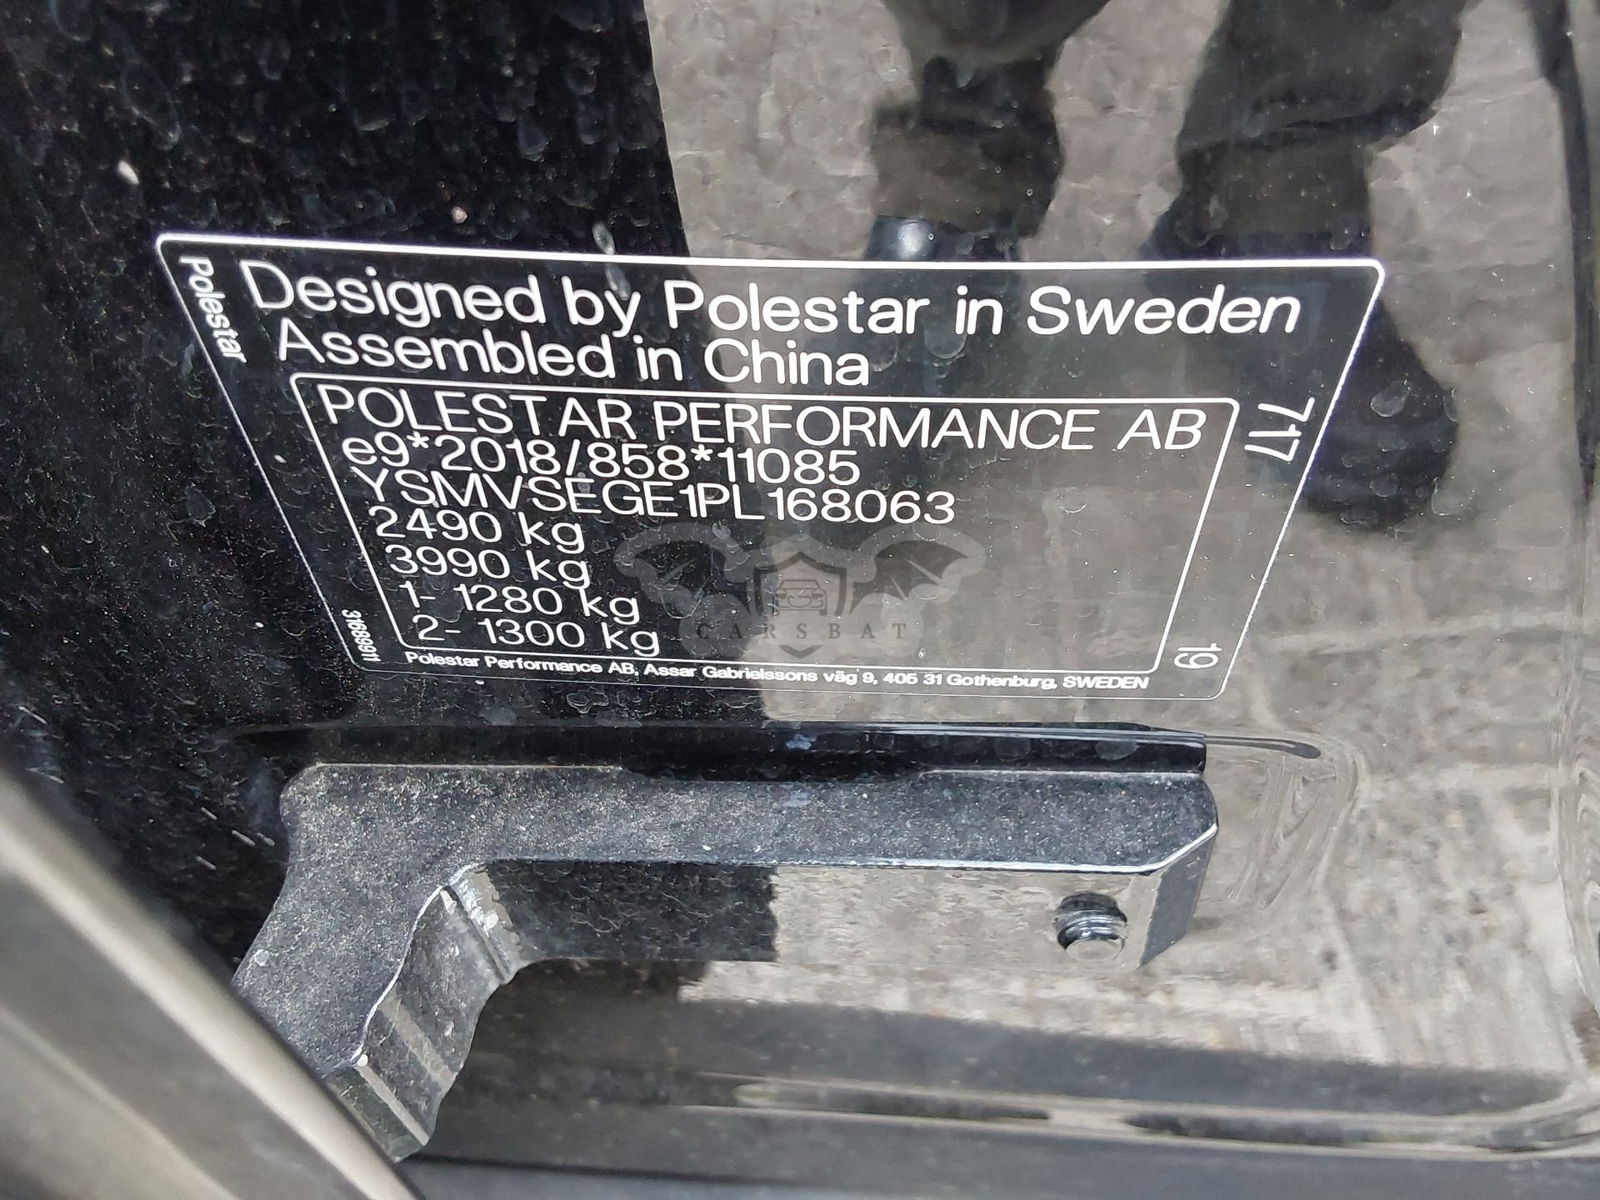 Polestar
Designed by Polestar in Sweden
Assembled in China
POLESTAR PERFORMANCE AB
e9*2018/858*11085
YSMVSEGE1PL168063
2490 kg
3990 kg
1- 1280 kg
2- 1300 kg
717
19
31689911
Polestar Performance AB, Assar Gabrielssons väg 9, 405 31 Gothenburg, SWEDEN
CARSBAT